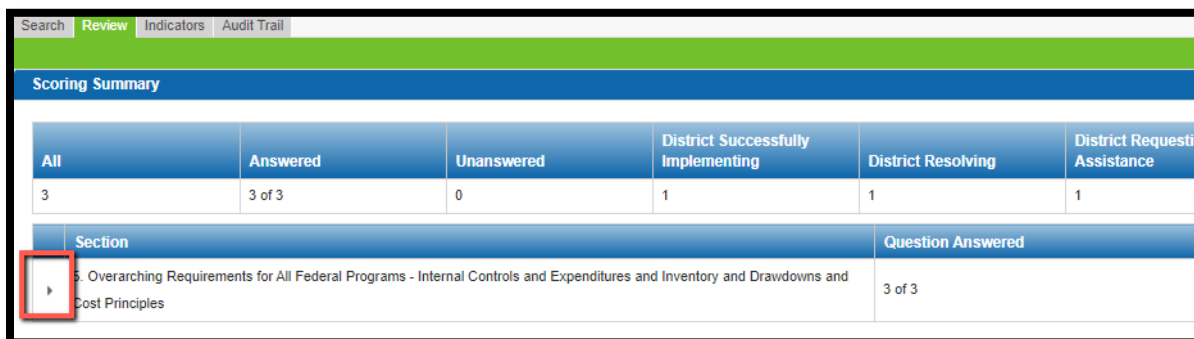 Search Review Indicators Audit Trail
Scoring Summary
All Answered Unanswered District Successfully Implementing District Resolving District Requesti Assistance
3 3 of 3 0 1 1 1
Section Question Answered
5. Overarching Requirements for All Federal Programs - Internal Controls and Expenditures and Inventory and Drawdowns and
Cost Principles
3 of 3